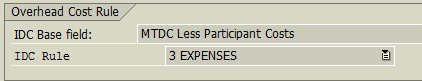 Overhead Cost Rule
IDC Base field: MTDC Less Participant Costs
IDC Rule 3 EXPENSES